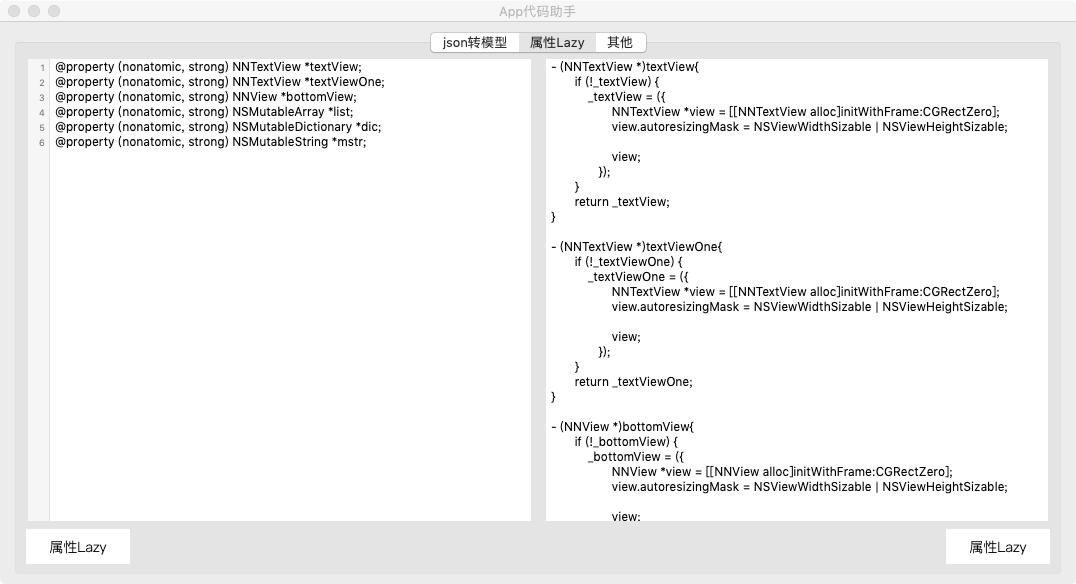 App代码助手
json转模型 属性Lazy 其他
1 @property (nonatomic, strong) NNTextView *textView;
2 @property (nonatomic, strong) NNTextView *textViewOne;
3 @property (nonatomic, strong) NNView *bottomView;
4 @property (nonatomic, strong) NSMutableArray *list;
5 @property (nonatomic, strong) NSMutableDictionary *dic;
6 @property (nonatomic, strong) NSMutableString *mstr;
- (NNTextView *)textView{
if (!_textView) {
_textView = ({
NNTextView *view = [[NNTextView alloc]initWithFrame:CGRectZero];
view.autoresizingMask = NSViewWidthSizable | NSViewHeightSizable;
view;
});
}
return _textView;
}
- (NNTextView *)textViewOne{
if (!_textViewOne) {
_textViewOne = ({
NNTextView *view = [[NNTextView alloc]initWithFrame:CGRectZero];
view.autoresizingMask = NSViewWidthSizable | NSViewHeightSizable;
view;
});
}
return _textViewOne;
}
- (NNView *)bottomView{
if (!_bottomView) {
_bottomView = ({
NNView *view = [[NNView alloc]initWithFrame:CGRectZero];
view.autoresizingMask = NSViewWidthSizable | NSViewHeightSizable;
view;
属性Lazy
属性Lazy